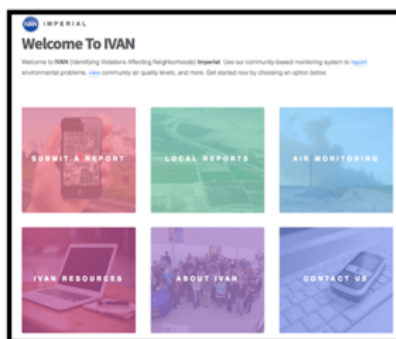 IVAN IMPERIAL
Welcome To IVAN
Welcome to IVAN (Identifying Violations Affecting Neighborhoods) Imperial. Use our community-based monitoring system to report
environmental problems, view community air quality levels, and more. Get started now by choosing an option below.
SUBMIT A REPORT
LOCAL REPORTS
AIR MONITORING
IVAN RESOURCES
ABOUT IVAN
CONTACT US